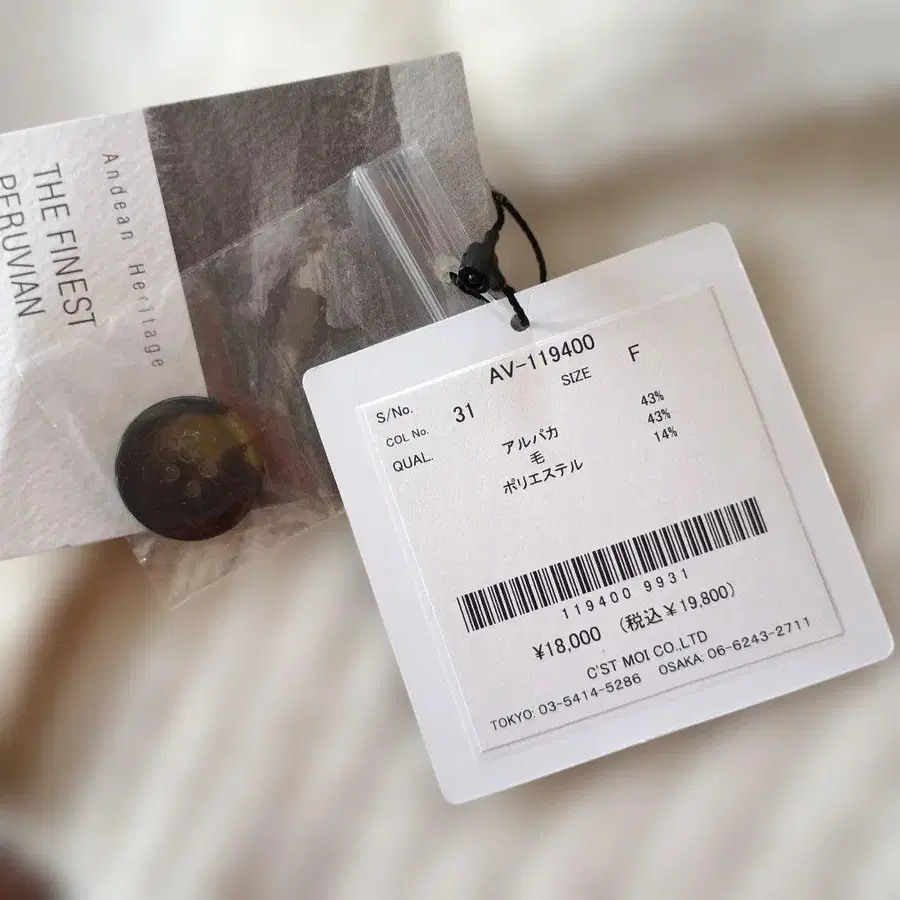 Andean Heritage
THE FINEST
PERUVIAN
S/No. AV-119400
COL No. 31 SIZE F
QUAL. アルパカ 43%
毛 43%
ポリエステル 14%
119400 9931
¥18,000 (税込¥19,800)
C'ST MOI CO.,LTD
TOKYO: 03-5414-5286 OSAKA: 06-6243-2711